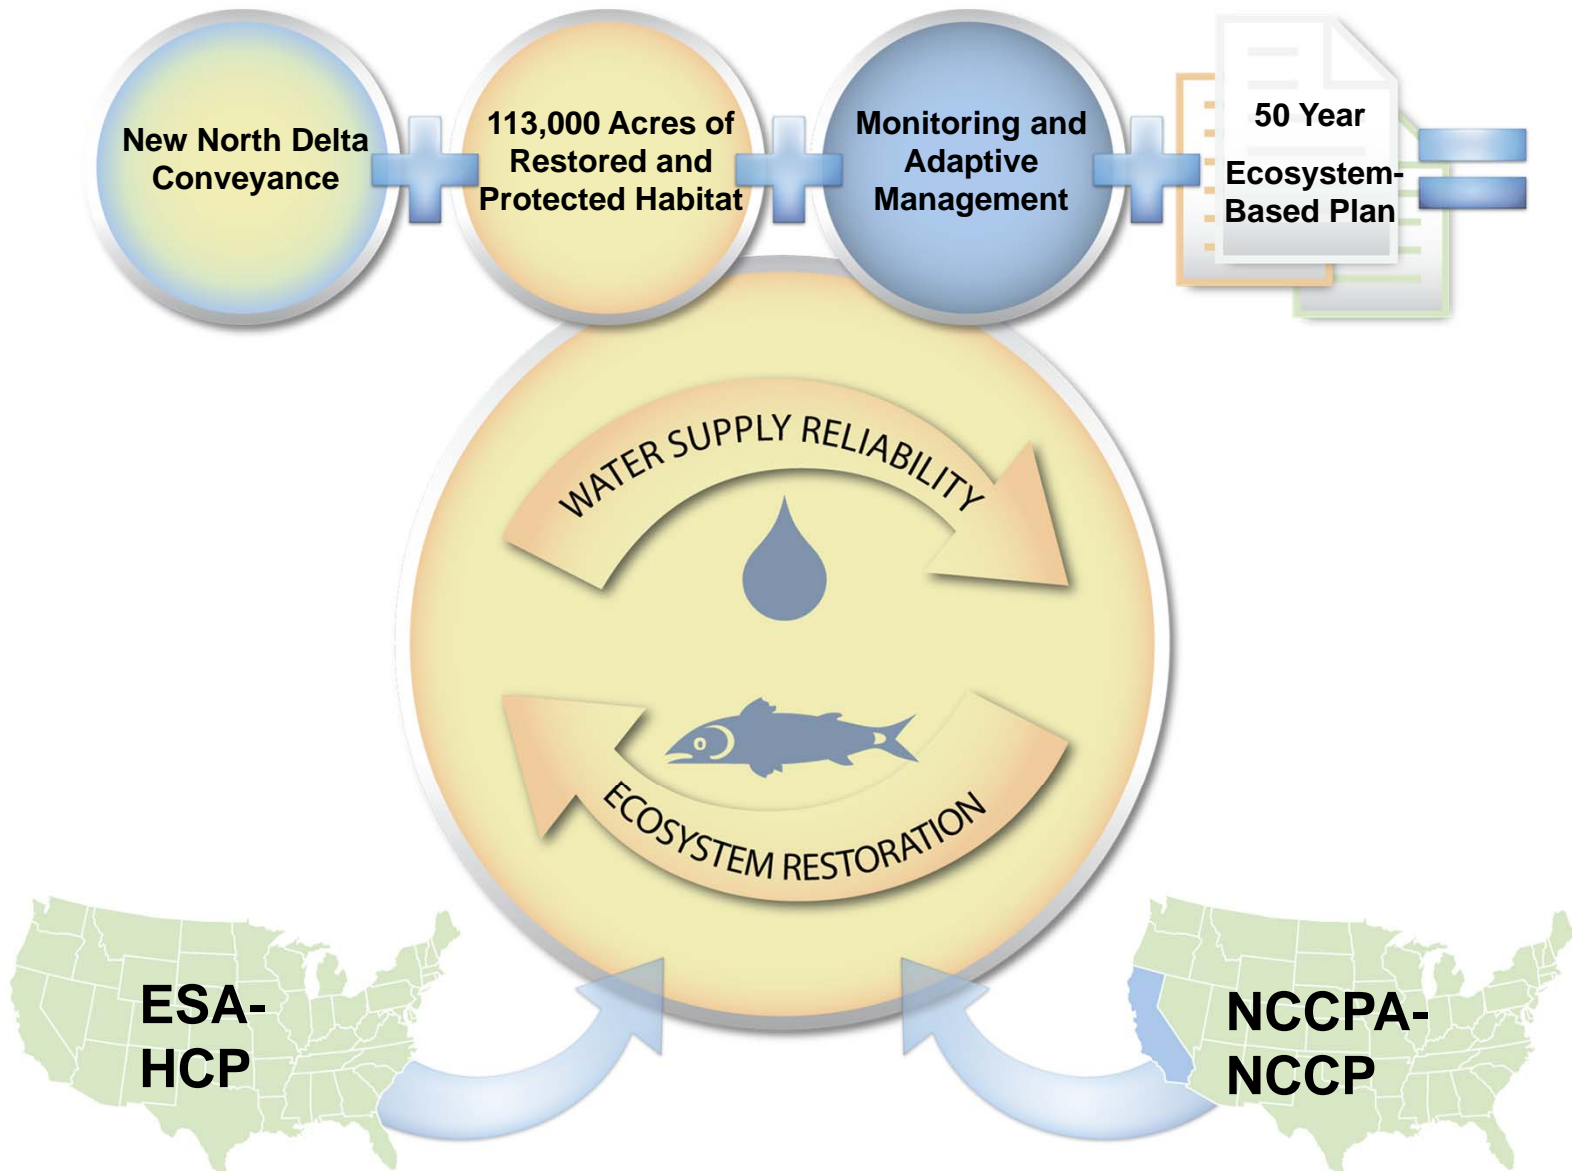 New North Delta
Conveyance
113,000 Acres of
Restored and
Protected Habitat
Monitoring and
Adaptive
Management
50 Year
Ecosystem-
Based Plan
WATER SUPPLY RELIABILITY
ECOSYSTEM RESTORATION
ESA-
HCP
NCCPA-
NCCP